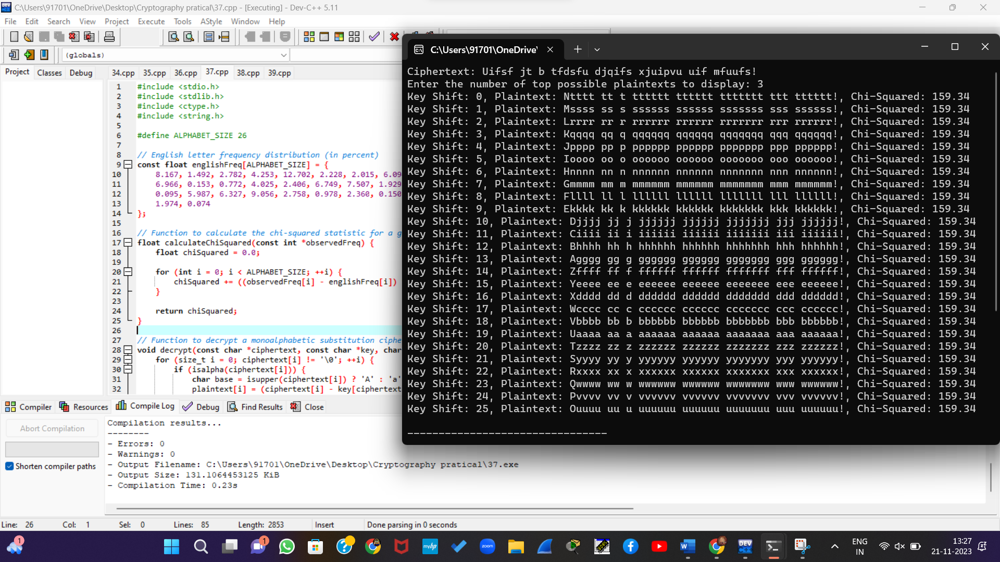 C:\Users\91701\OneDrive\Desktop\Cryptography pratical\37.cpp - [Executing] - Dev-C++ 5.11
File Edit Search View Project Execute Tools AStyle Window Help
(globals)
Project Classes Debug
34.cpp 35.cpp 36.cpp 37.cpp 38.cpp 39.cpp
1 #include <stdio.h>
2 #include <stdlib.h>
3 #include <ctype.h>
4 #include <string.h>
5
6 #define ALPHABET_SIZE 26
7
8 // English letter frequency distribution (in percent)
9 const float englishFreq[ALPHABET_SIZE] = {
10 8.167, 1.492, 2.782, 4.253, 12.702, 2.228, 2.015, 6.09
11 6.966, 0.153, 0.772, 4.025, 2.406, 6.749, 7.507, 1.929
12 0.095, 5.987, 6.327, 9.056, 2.758, 0.978, 2.360, 0.150
13 1.974, 0.074
14 };
15
16 // Function to calculate the chi-squared statistic for a g
17 float calculateChiSquared(const int *observedFreq) {
18 float chiSquared = 0.0;
19
20 for (int i = 0; i < ALPHABET_SIZE; ++i) {
21 chiSquared += ((observedFreq[i] - englishFreq[i])
22 }
23
24 return chiSquared;
25 }
26
27 // Function to decrypt a monoalphabetic substitution ciphe
28 void decrypt(const char *ciphertext, const char *key, char
29 for (size_t i = 0; ciphertext[i] != '\0'; ++i) {
30 if (isalpha(ciphertext[i])) {
31 char base = isupper(ciphertext[i]) ? 'A' : 'a'
32 plaintext[i] = (ciphertext[i] - key[ciphertext
C:\Users\91701\OneDrive\
Ciphertext: Uifsf jt b tfdsfu djqifs xjuipvu uif mfuufs!
Enter the number of top possible plaintexts to display: 3
Key Shift: 0, Plaintext: Ntttt tt t tttttt tttttt ttttttt ttt tttttt!, Chi-Squared: 159.34
Key Shift: 1, Plaintext: Mssss ss s ssssss ssssss sssssss sss ssssss!, Chi-Squared: 159.34
Key Shift: 2, Plaintext: Lrrrr rr r rrrrrr rrrrrr rrrrrrr rrr rrrrrr!, Chi-Squared: 159.34
Key Shift: 3, Plaintext: Kqqqq qq q qqqqqq qqqqqq qqqqqqq qqq qqqqqq!, Chi-Squared: 159.34
Key Shift: 4, Plaintext: Jpppp pp p pppppp pppppp ppppppp ppp pppppp!, Chi-Squared: 159.34
Key Shift: 5, Plaintext: Ioooo oo o oooooo oooooo ooooooo ooo oooooo!, Chi-Squared: 159.34
Key Shift: 6, Plaintext: Hnnnn nn n nnnnnn nnnnnn nnnnnnn nnn nnnnnn!, Chi-Squared: 159.34
Key Shift: 7, Plaintext: Gmmmm mm m mmmmmm mmmmmm mmmmmmm mmm mmmmmm!, Chi-Squared: 159.34
Key Shift: 8, Plaintext: Fllll ll l llllll llllll lllllll lll llllll!, Chi-Squared: 159.34
Key Shift: 9, Plaintext: Ekkkk kk k kkkkkk kkkkkk kkkkkkk kkk kkkkkk!, Chi-Squared: 159.34
Key Shift: 10, Plaintext: Djjjj jj j jjjjjj jjjjjj jjjjjjj jjj jjjjjj!, Chi-Squared: 159.34
Key Shift: 11, Plaintext: Ciiii ii i iiiiii iiiiii iiiiiii iii iiiiii!, Chi-Squared: 159.34
Key Shift: 12, Plaintext: Bhhhh hh h hhhhhh hhhhhh hhhhhhh hhh hhhhhh!, Chi-Squared: 159.34
Key Shift: 13, Plaintext: Agggg gg g gggggg gggggg ggggggg ggg gggggg!, Chi-Squared: 159.34
Key Shift: 14, Plaintext: Zffff ff f ffffff ffffff fffffff fff ffffff!, Chi-Squared: 159.34
Key Shift: 15, Plaintext: Yeeee ee e eeeeee eeeeee eeeeeee eee eeeeee!, Chi-Squared: 159.34
Key Shift: 16, Plaintext: Xdddd dd d dddddd dddddd ddddddd ddd dddddd!, Chi-Squared: 159.34
Key Shift: 17, Plaintext: Wcccc cc c cccccc cccccc ccccccc ccc cccccc!, Chi-Squared: 159.34
Key Shift: 18, Plaintext: Vbbbb bb b bbbbbb bbbbbb bbbbbbb bbb bbbbbb!, Chi-Squared: 159.34
Key Shift: 19, Plaintext: Uaaaa aa a aaaaaa aaaaaa aaaaaaa aaa aaaaaa!, Chi-Squared: 159.34
Key Shift: 20, Plaintext: Tzzzz zz z zzzzzz zzzzzz zzzzzzz zzz zzzzzz!, Chi-Squared: 159.34
Key Shift: 21, Plaintext: Syyyy yy y yyyyyy yyyyyy yyyyyyy yyy yyyyyy!, Chi-Squared: 159.34
Key Shift: 22, Plaintext: Rxxxx xx x xxxxxx xxxxxx xxxxxxx xxx xxxxxx!, Chi-Squared: 159.34
Key Shift: 23, Plaintext: Qwwww ww w wwwwww wwwwww wwwwwww www wwwwww!, Chi-Squared: 159.34
Key Shift: 24, Plaintext: Pvvvv vv v vvvvvv vvvvvv vvvvvvv vvv vvvvvv!, Chi-Squared: 159.34
Key Shift: 25, Plaintext: Ouuuu uu u uuuuuu uuuuuu uuuuuuu uuu uuuuuu!, Chi-Squared: 159.34
--------------------------------
Compiler Resources Compile Log Debug Find Results Close
Abort Compilation
Shorten compiler paths
Compilation results...
--------
- Errors: 0
- Warnings: 0
- Output Filename: C:\Users\91701\OneDrive\Desktop\Cryptography pratical\37.exe
- Output Size: 131.1064453125 KiB
- Compilation Time: 0.23s
Line: 26 Col: 1 Sel: 0 Lines: 85 Length: 2853 Insert Done parsing in 0 seconds
1
1
myhp
zoom
W
DEV
ENG
IN
13:27
21-11-2023